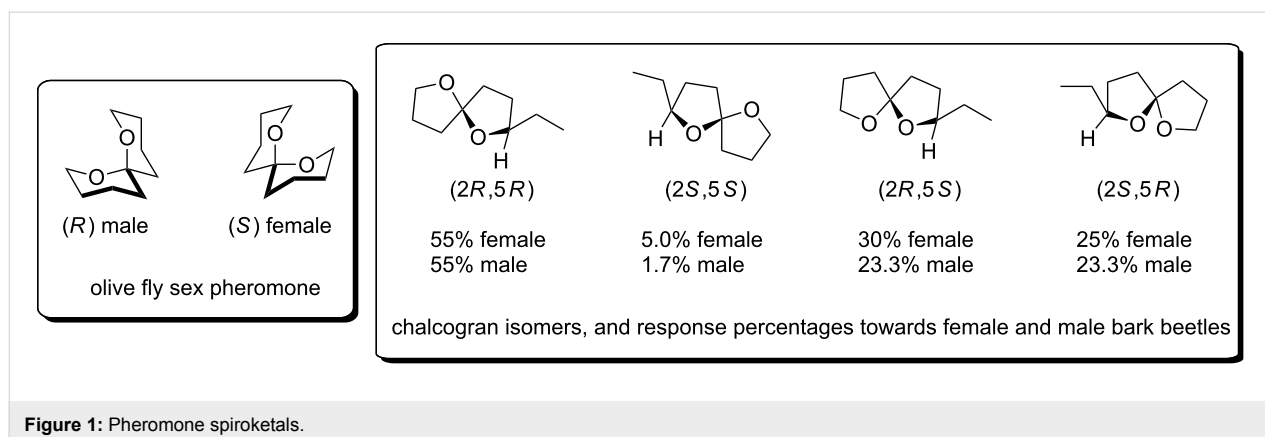 O
O
O
O
(R) male
(S) female
olive fly sex pheromone
O
O
H
(2R,5R)
55% female
55% male
H
O
O
(2S,5S)
5.0% female
1.7% male
O
O
H
(2R,5S)
30% female
23.3% male
H
O
O
(2S,5R)
25% female
23.3% male
chalcogran isomers, and response percentages towards female and male bark beetles
Figure 1: Pheromone spiroketals.